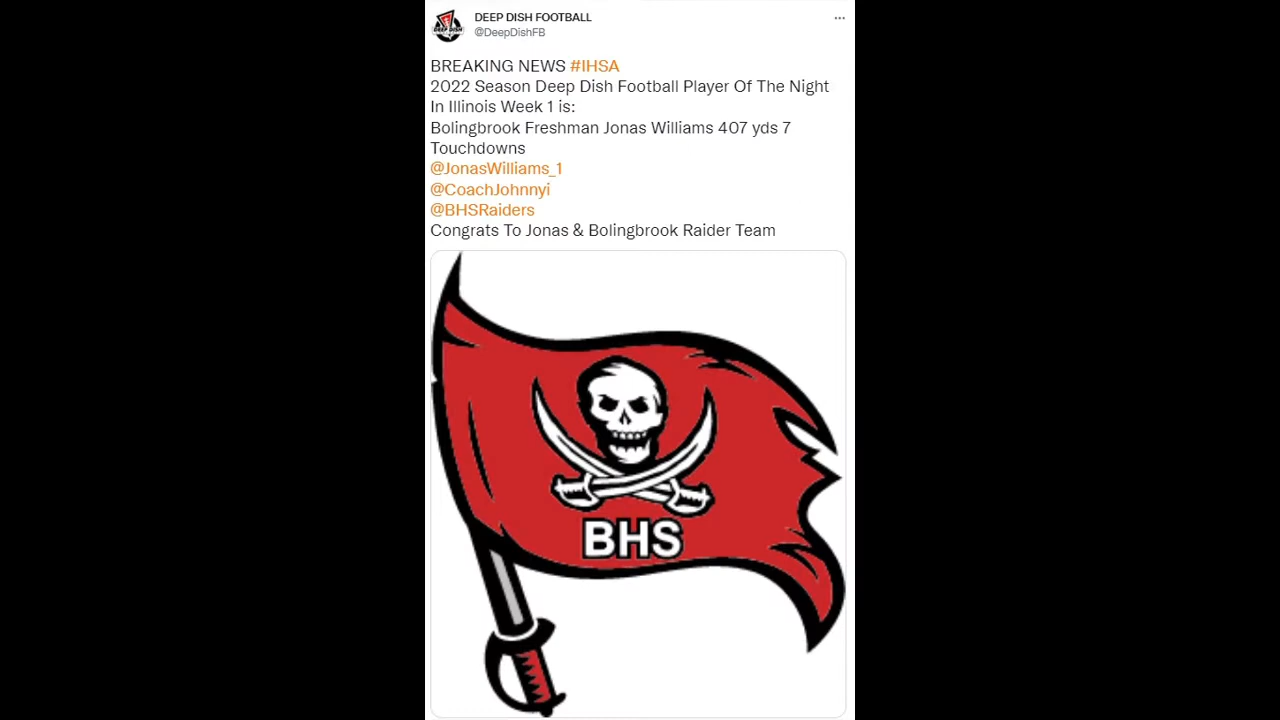 DEEP DISH FOOTBALL
@DeepDishFB
BREAKING NEWS #IHSA
2022 Season Deep Dish Football Player Of The Night
In Illinois Week 1 is:
Bolingbrook Freshman Jonas Williams 407 yds 7
Touchdowns
@JonasWilliams_1
@CoachJohnnyi
@BHSRaiders
Congrats To Jonas & Bolingbrook Raider Team
BHS